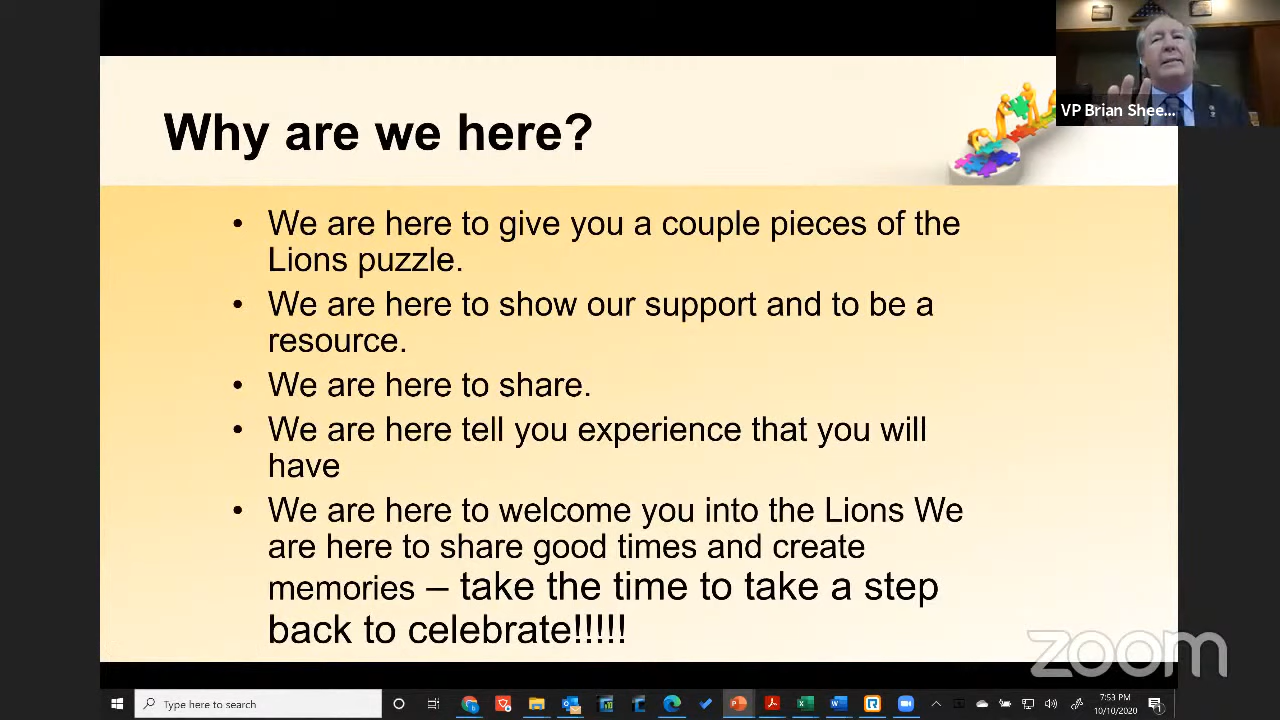 VP Brian Shee...
Why are we here?
• We are here to give you a couple pieces of the
Lions puzzle.
• We are here to show our support and to be a
resource.
• We are here to share.
• We are here tell you experience that you will
have
• We are here to welcome you into the Lions We
are here to share good times and create
memories – take the time to take a step
back to celebrate!!!!!
zoom
Type here to search
7:53 PM
10/10/2020